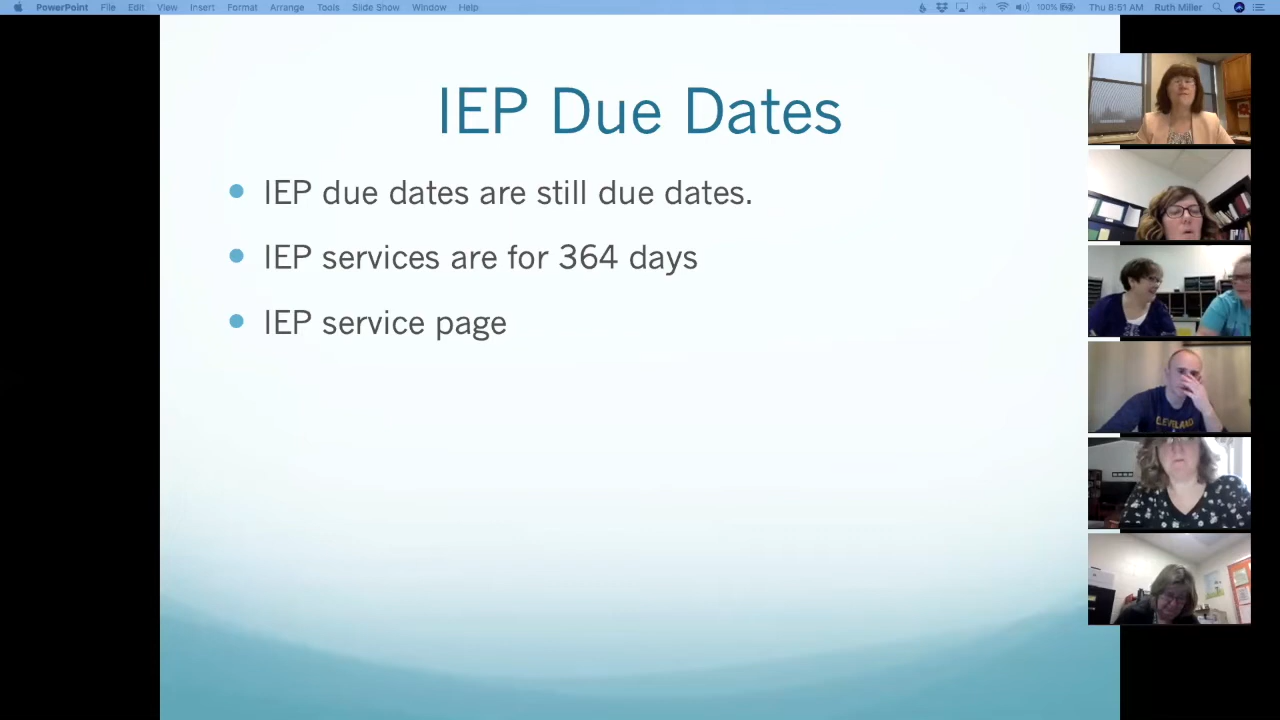 PowerPoint File Edit View Insert Format Arrange Tools Slide Show Window Help 100% Thu 8:51 AM Ruth Miller
IEP Due Dates
IEP due dates are still due dates.
IEP services are for 364 days
IEP service page